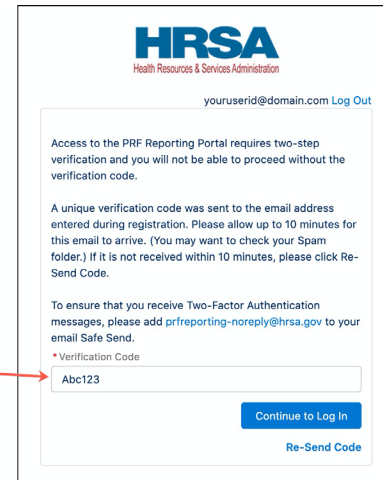 HRSA
Health Resources & Services Administration
youruserid@domain.com Log Out
Access to the PRF Reporting Portal requires two-step
verification and you will not be able to proceed without the
verification code.
A unique verification code was sent to the email address
entered during registration. Please allow up to 10 minutes for
this email to arrive. (You may want to check your Spam
folder.) If it is not received within 10 minutes, please click Re-
Send Code.
To ensure that you receive Two-Factor Authentication
messages, please add prfreporting-noreply@hrsa.gov to your
email Safe Send.
* Verification Code
Abc123
Continue to Log In
Re-Send Code